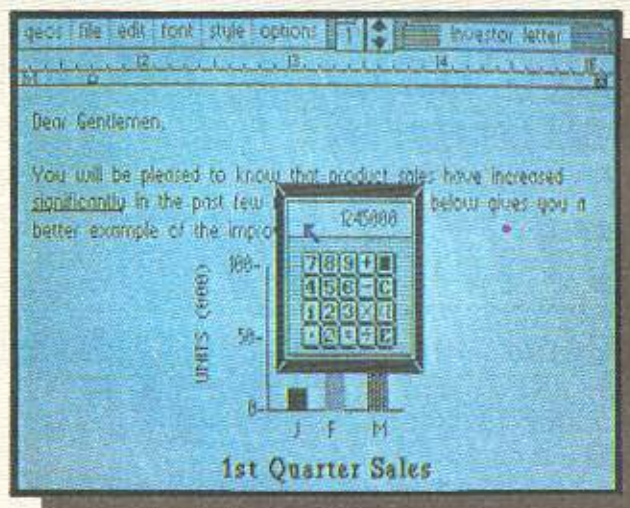 geos file edit font style options 1 Investor letter
12 13 14
Dear Gentlemen,
You will be pleased to know that product sales have increased
significantly in the past few below gives you a
better example of the impro
1245000
7 8 9 +
4 5 6 - C
1 2 3 ×
. 0 ÷ E
100-
50-
0-
UNITS (000)
J F M
1st Quarter Sales